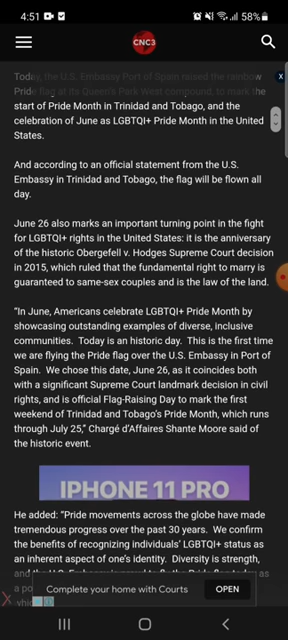 4:51
58%
CNC3
Today, the U.S. Embassy Port of Spain raised the rainbow
Pride flag at its Queen's Park West compound, to mark the
start of Pride Month in Trinidad and Tobago, and the
celebration of June as LGBTQI+ Pride Month in the United
States.
And according to an official statement from the U.S.
Embassy in Trinidad and Tobago, the flag will be flown all
day.
June 26 also marks an important turning point in the fight
for LGBTQI+ rights in the United States: it is the anniversary
of the historic Obergefell v. Hodges Supreme Court decision
in 2015, which ruled that the fundamental right to marry is
guaranteed to same-sex couples and is the law of the land.
“In June, Americans celebrate LGBTQI+ Pride Month by
showcasing outstanding examples of diverse, inclusive
communities.  Today is an historic day.  This is the first time
we are flying the Pride flag over the U.S. Embassy in Port of
Spain.  We chose this date, June 26, as it coincides both
with a significant Supreme Court landmark decision in civil
rights, and is official Flag-Raising Day to mark the first
weekend of Trinidad and Tobago’s Pride Month, which runs
through July 25,” Chargé d’Affaires Shante Moore said of
the historic event.
IPHONE 11 PRO
He added: “Pride movements across the globe have made
tremendous progress over the past 30 years.  We confirm
the benefits of recognizing individuals’ LGBTQI+ status as
an inherent aspect of one’s identity.  Diversity is strength,
Complete your home with Courts
OPEN